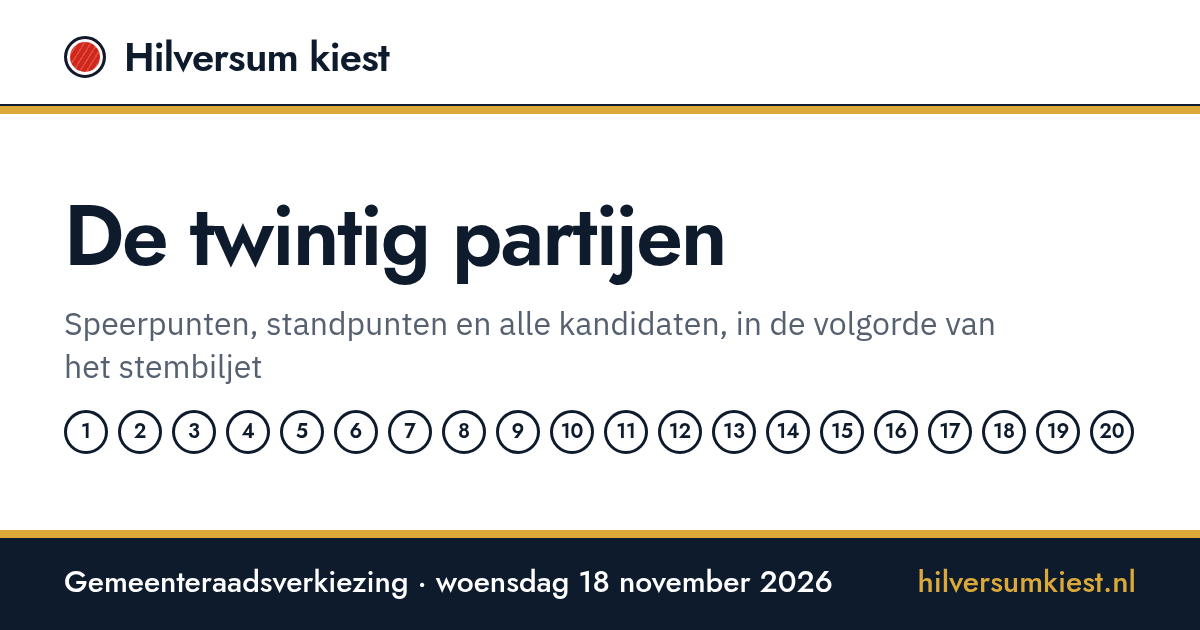 Hilversum kiest
De twintig partijen
Speerpunten, standpunten en alle kandidaten, in de volgorde van
het stembiljet
1 2 3 4 5 6 7 8 9 10 11 12 13 14 15 16 17 18 19 20
Gemeenteraadsverkiezing · woensdag 18 november 2026 hilversumkiest.nl